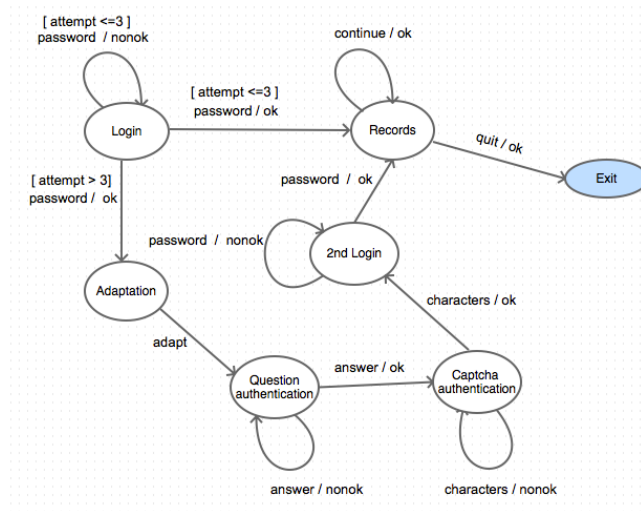 [ attempt <=3 ]
password / nonok
continue / ok
[ attempt <=3 ]
password / ok
Login
Records
quit / ok
Exit
[ attempt > 3]
password / ok
password / ok
password / nonok
2nd Login
Adaptation
characters / ok
adapt
answer / ok
Question
authentication
Captcha
authentication
answer / nonok
characters / nonok